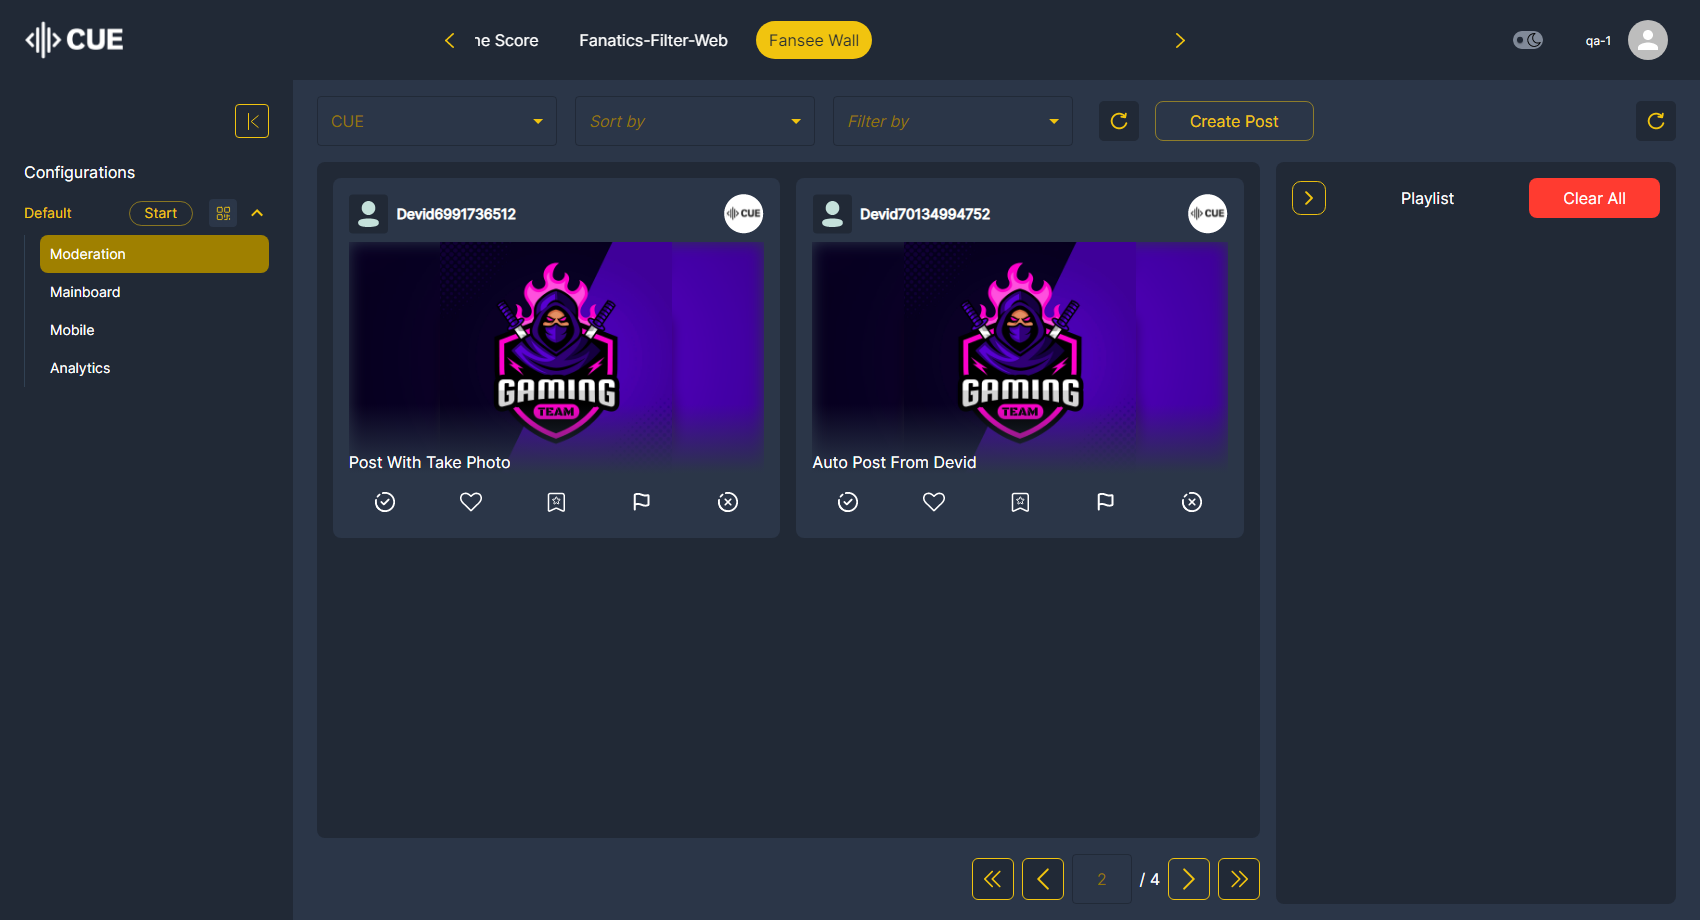 CUE
Fanatics-Filter-Web
Fansee Wall
Score
qa-1
CUE
Sort by
Filter by
Create Post
Configurations
Default
Start
Moderation
Mainboard
Mobile
Analytics
Devid6991736512
CUE
GAMING
TEAM
Post With Take Photo
Devid70134994752
CUE
GAMING
TEAM
Auto Post From Devid
Playlist
Clear All
2
/ 4